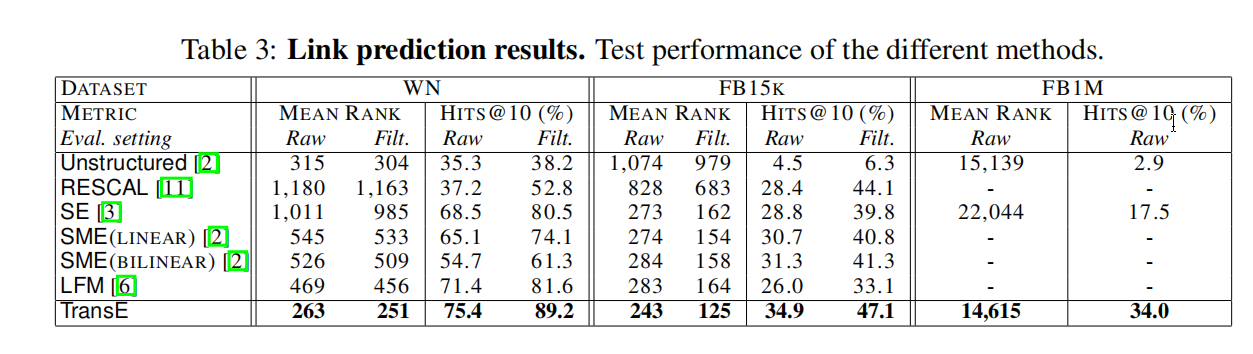 Table 3: Link prediction results. Test performance of the different methods.
DATASET WN FB15K FB1M
METRIC MEAN RANK HITS@10 (%) MEAN RANK HITS@10 (%) MEAN RANK HITS@10 (%)
Eval. setting Raw Filt. Raw Filt. Raw Filt. Raw Filt. Raw Raw
Unstructured [2] 315 304 35.3 38.2 1,074 979 4.5 6.3 15,139 2.9
RESCAL [11] 1,180 1,163 37.2 52.8 828 683 28.4 44.1 - -
SE [3] 1,011 985 68.5 80.5 273 162 28.8 39.8 22,044 17.5
SME(LINEAR) [2] 545 533 65.1 74.1 274 154 30.7 40.8 - -
SME(BILINEAR) [2] 526 509 54.7 61.3 284 158 31.3 41.3 - -
LFM [6] 469 456 71.4 81.6 283 164 26.0 33.1 - -
TransE 263 251 75.4 89.2 243 125 34.9 47.1 14,615 34.0